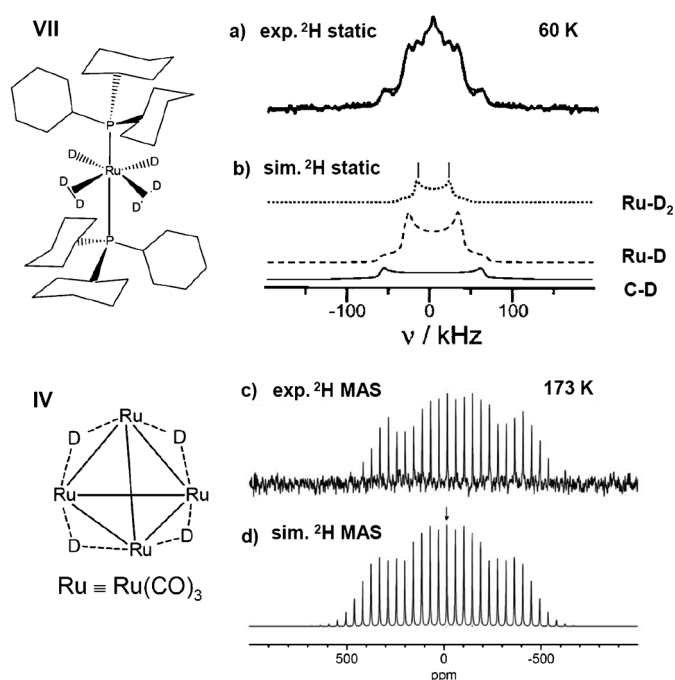 VII
a) exp. ²H static 60 K
P
D Ru D
D D
D D
P
b) sim. ²H static
Ru-D₂
Ru-D
C-D
-100 0 100
ν / kHz
IV
c) exp. ²H MAS 173 K
Ru
D D
Ru Ru
D D
Ru
Ru ≡ Ru(CO)₃
d) sim. ²H MAS
500 0 -500
ppm